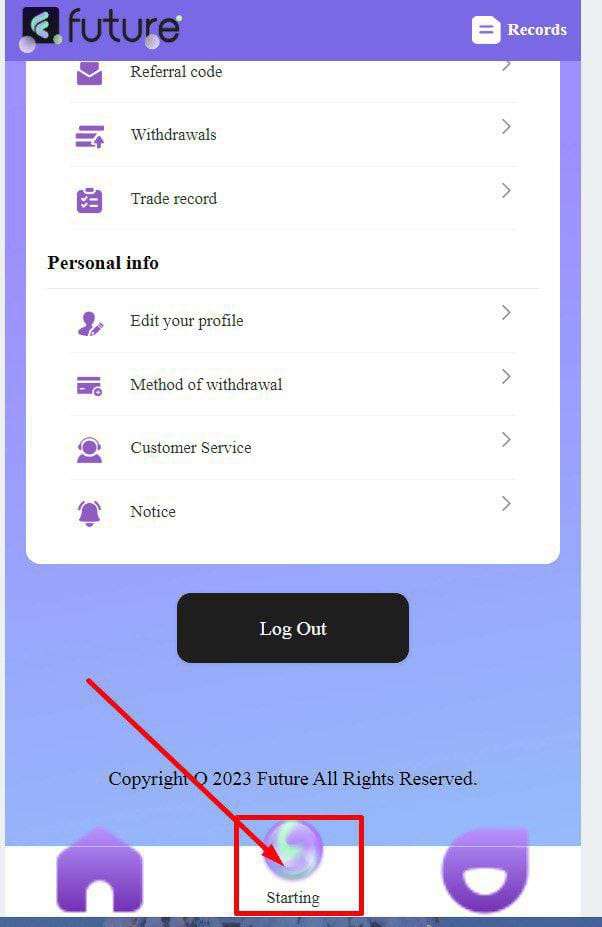 future
Records
Referral code
Withdrawals
Trade record
Personal info
Edit your profile
Method of withdrawal
Customer Service
Notice
Log Out
Copyright O 2023 Future All Rights Reserved.
Starting